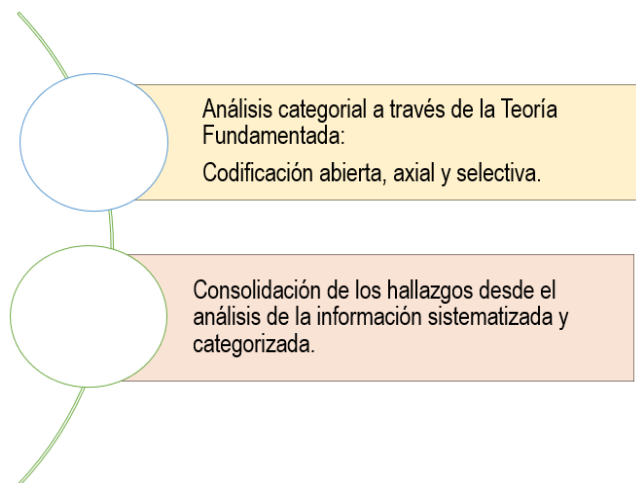 Análisis categorial a través de la Teoría
Fundamentada:
Codificación abierta, axial y selectiva.
Consolidación de los hallazgos desde el
análisis de la información sistematizada y
categorizada.